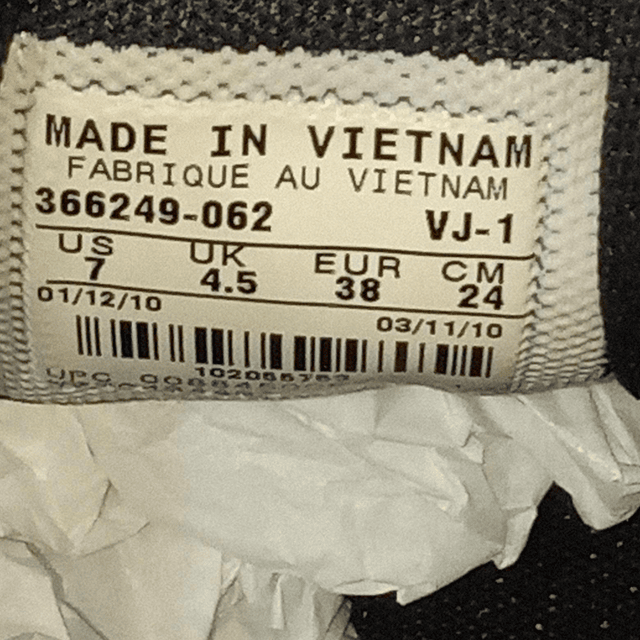 MADE IN VIETNAM
FABRIQUE AU VIETNAM
366249-062 VJ-1
US UK EUR CM
7 4.5 38 24
01/12/10 03/11/10
UPC